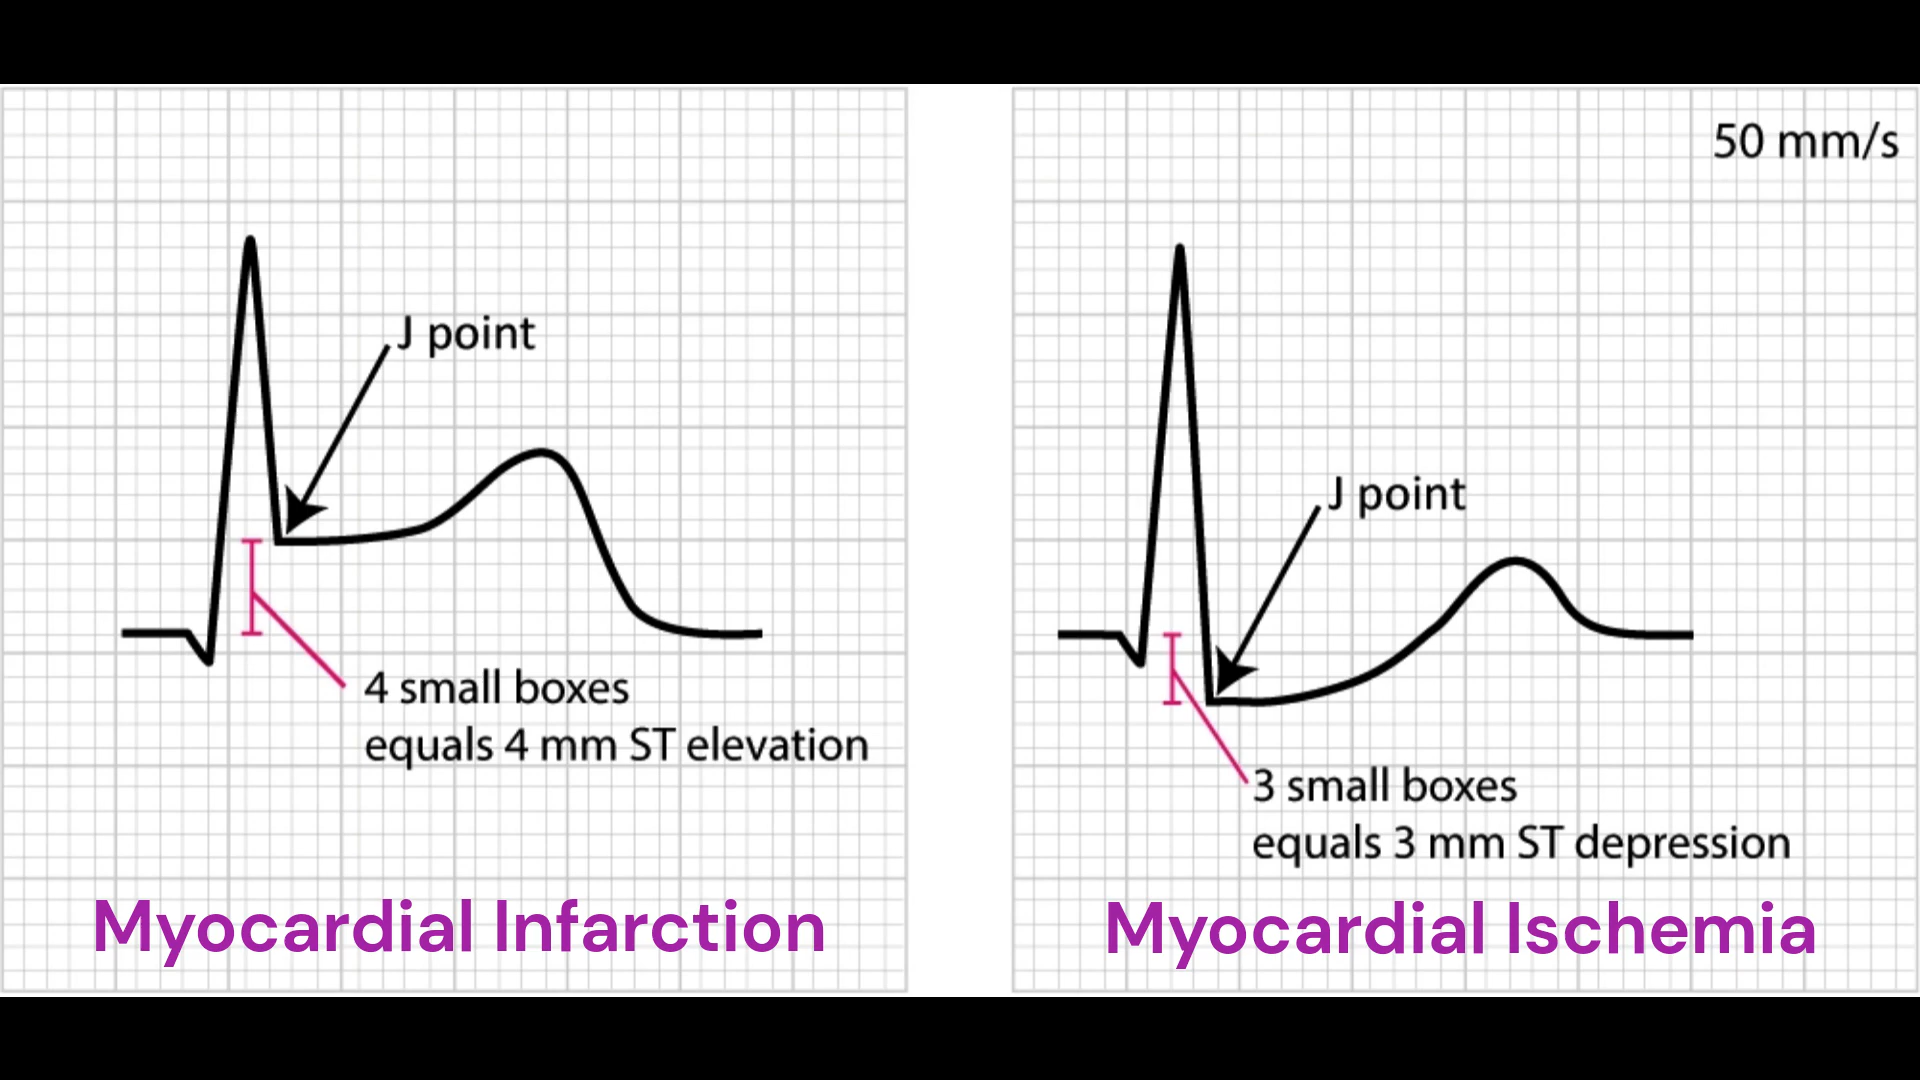 J point
4 small boxes
equals 4 mm ST elevation
Myocardial Infarction
50 mm/s
J point
3 small boxes
equals 3 mm ST depression
Myocardial Ischemia